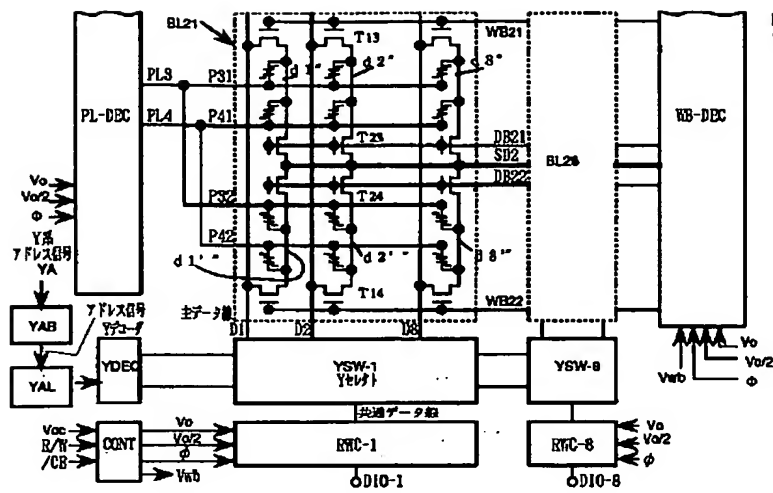 BL21
T13
WB21
d1"
d2"
d8"
PL3
P31
PL-DEC
PL4
P41
WB-DEC
T23
DB21
SD2
BL28
DB22
Vo
Vo/2
Φ
P32
T24
Y系
アドレス信号
YA
P42
d1'"
d2'"
d8'"
T14
WB22
主データ線
D1
D2
D8
アドレス信号
Yデコーダ
YAB
YAL
YDEC
YSW-1
Yセレクト
YSW-8
Vwb
Vo
Vo/2
Φ
共通データ線
Vcc
R/W
/CE
CONT
Vo
Vo/2
Φ
Vwb
RWC-1
RWC-8
Vo
Vo/2
Φ
DIO-1
DIO-8